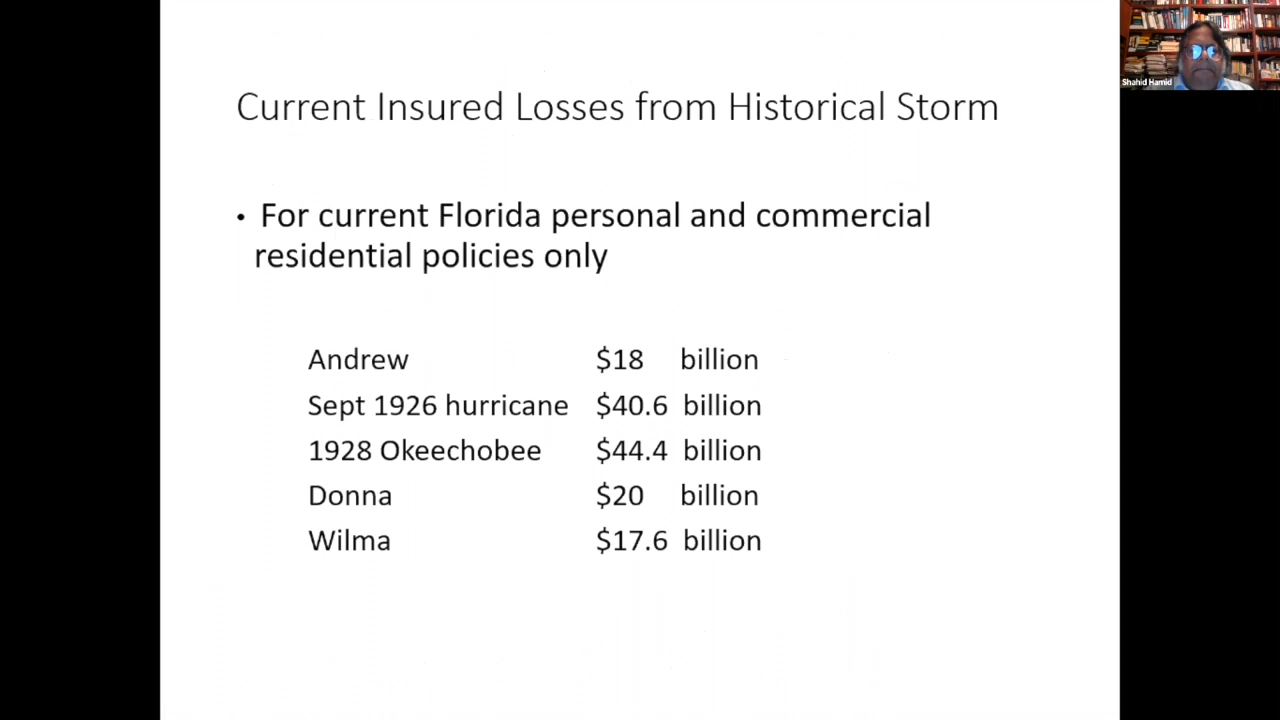 Shahid Hamid
Current Insured Losses from Historical Storm
• For current Florida personal and commercial
residential policies only
Andrew $18 billion
Sept 1926 hurricane $40.6 billion
1928 Okeechobee $44.4 billion
Donna $20 billion
Wilma $17.6 billion